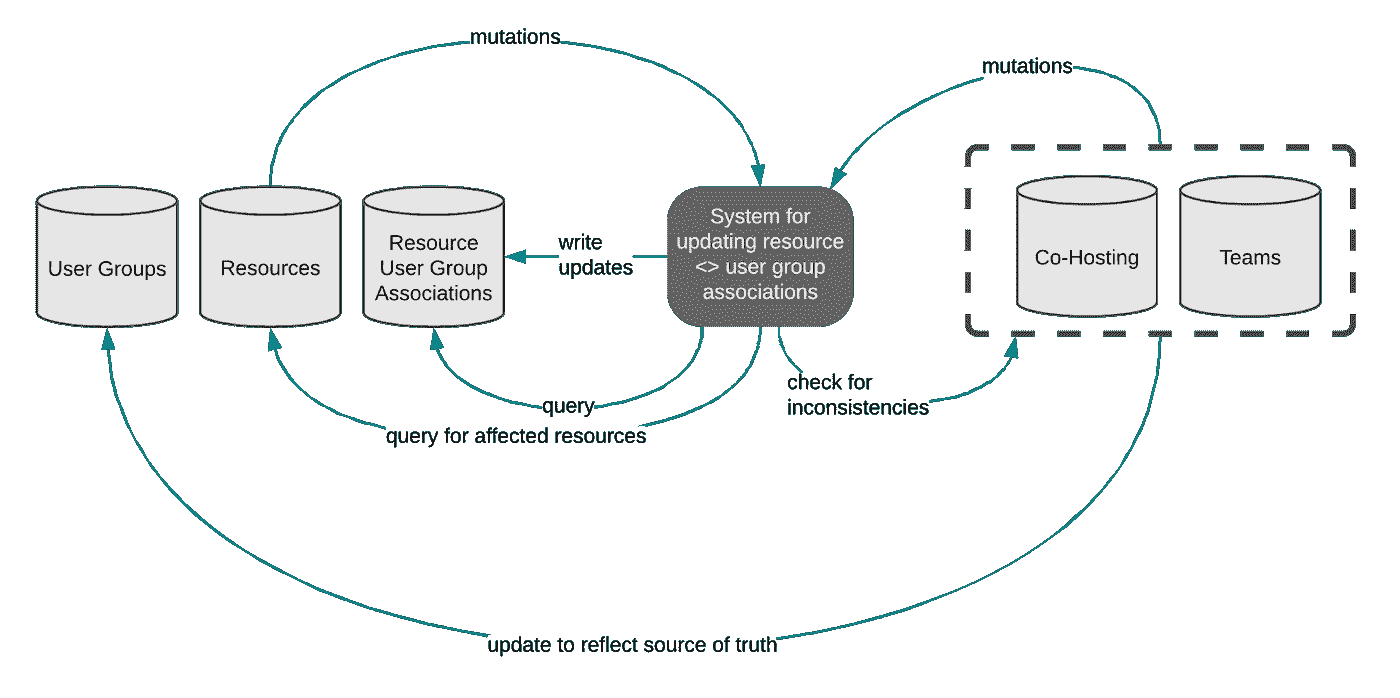 mutations
mutations
User Groups
Resources
Resource
User Group
Associations
write
updates
System for
updating resource
<> user group
associations
Co-Hosting
Teams
check for
inconsistencies
query
query for affected resources
update to reflect source of truth